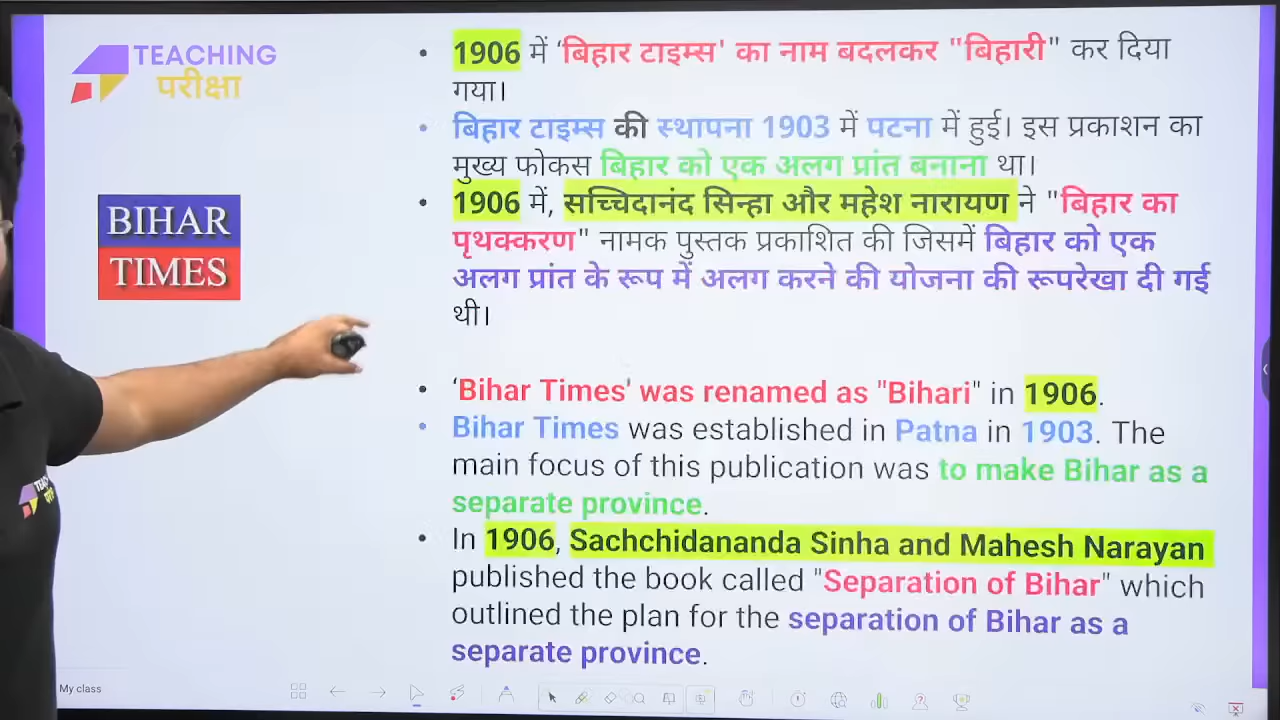 TEACHING
परीक्षा
BIHAR
TIMES
• 1906 में ‘बिहार टाइम्स' का नाम बदलकर "बिहारी" कर दिया
गया।
• बिहार टाइम्स की स्थापना 1903 में पटना में हुई। इस प्रकाशन का
मुख्य फोकस बिहार को एक अलग प्रांत बनाना था।
• 1906 में, सच्चिदानंद सिन्हा और महेश नारायण ने "बिहार का
पृथक्करण" नामक पुस्तक प्रकाशित की जिसमें बिहार को एक
अलग प्रांत के रूप में अलग करने की योजना की रूपरेखा दी गई
थी।
• ‘Bihar Times' was renamed as "Bihari" in 1906.
• Bihar Times was established in Patna in 1903. The
main focus of this publication was to make Bihar as a
separate province.
• In 1906, Sachchidananda Sinha and Mahesh Narayan
published the book called "Separation of Bihar" which
outlined the plan for the separation of Bihar as a
separate province.
My class